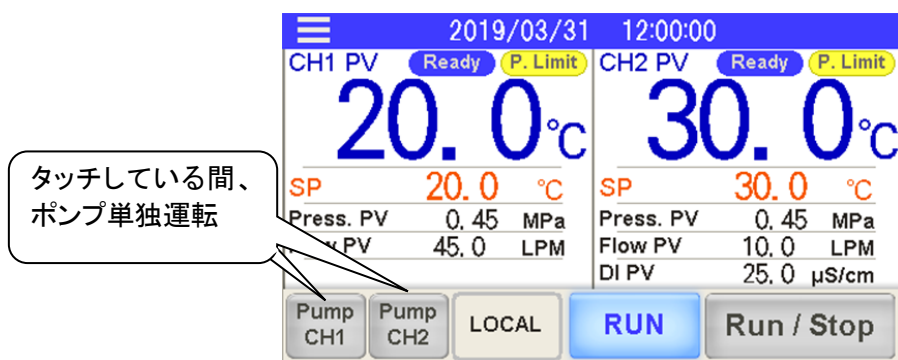 2019/03/31 12:00:00
CH1 PV Ready P. Limit
20.0℃
SP 20.0 ℃
Press. PV 0.45 MPa
PV 45.0 LPM
CH2 PV Ready P. Limit
30.0℃
SP 30.0 ℃
Press. PV 0.45 MPa
Flow PV 10.0 LPM
DI PV 25.0 μS/cm
タッチしている間、
ポンプ単独運転
Pump
CH1
Pump
CH2
LOCAL
RUN
Run / Stop